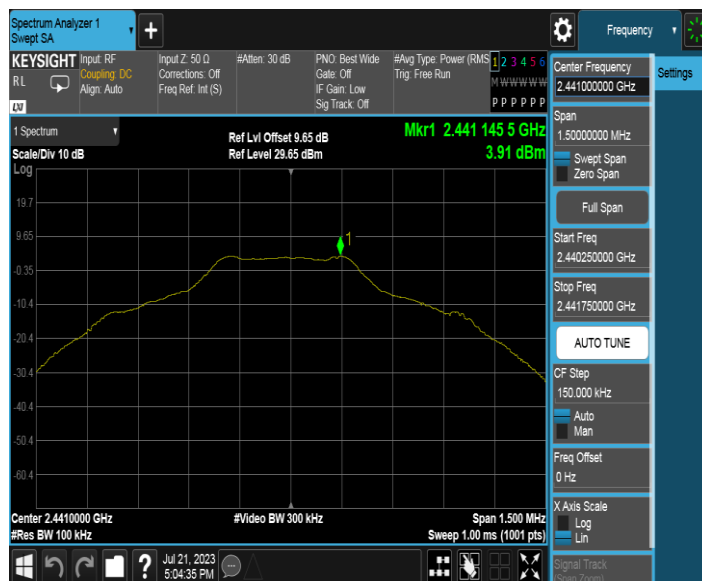 Spectrum Analyzer 1
Swept SA
+
Frequency
KEYSIGHT
RL
LXI
Input: RF
Coupling: DC
Align: Auto
Input Z: 50 Ω
Corrections: Off
Freq Ref: Int (S)
#Atten: 30 dB
PNO: Best Wide
Gate: Off
IF Gain: Low
Sig Track: Off
#Avg Type: Power (RMS
Trig: Free Run
1 2 3 4 5 6
M W W W W W
P P P P P P
1 Spectrum
Scale/Div 10 dB
Log
Ref Lvl Offset 9.65 dB
Ref Level 29.65 dBm
Mkr1 2.441 145 5 GHz
3.91 dBm
19.7
9.65
-0.35
-10.4
-20.4
-30.4
-40.4
-50.4
-60.4
1
Center 2.4410000 GHz
#Res BW 100 kHz
#Video BW 300 kHz
Span 1.500 MHz
Sweep 1.00 ms (1001 pts)
?
Jul 21, 2023
5:04:35 PM
Center Frequency
2.441000000 GHz
Span
1.50000000 MHz
Swept Span
Zero Span
Full Span
Start Freq
2.440250000 GHz
Stop Freq
2.441750000 GHz
AUTO TUNE
CF Step
150.000 kHz
Auto
Man
Freq Offset
0 Hz
X Axis Scale
Log
Lin
Signal Track
(Span Zoom)
Settings